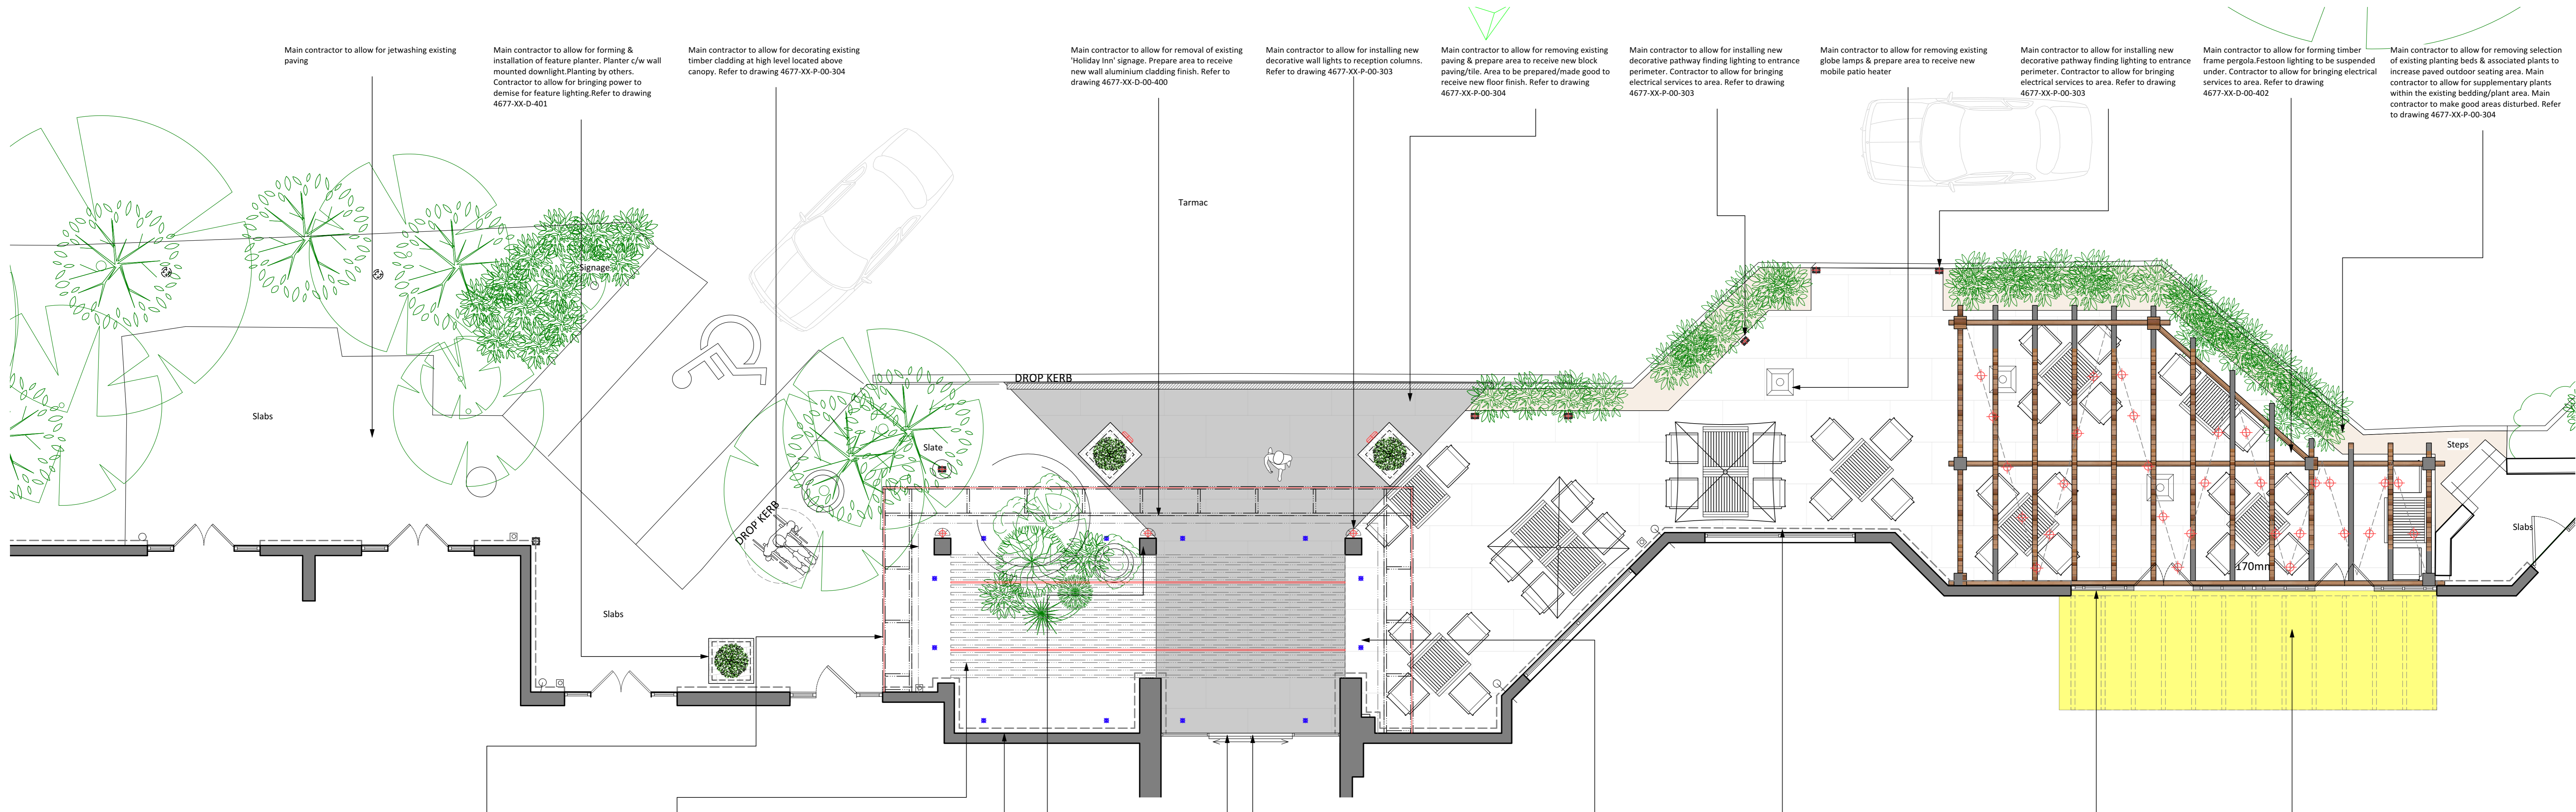 Main contractor to allow for jetwashing existing
paving
Main contractor to allow for forming &
installation of feature planter. Planter c/w wall
mounted downlight.Planting by others.
Contractor to allow for bringing power to
demise for feature lighting.Refer to drawing
4677-XX-D-401
Main contractor to allow for decorating existing
timber cladding at high level located above
canopy. Refer to drawing 4677-XX-P-00-304
Main contractor to allow for removal of existing
'Holiday Inn' signage. Prepare area to receive
new wall aluminium cladding finish. Refer to
drawing 4677-XX-D-00-400
Main contractor to allow for installing new
decorative wall lights to reception columns.
Refer to drawing 4677-XX-P-00-303
Main contractor to allow for removing existing
paving & prepare area to receive new block
paving/tile. Area to be prepared/made good to
receive new floor finish. Refer to drawing
4677-XX-P-00-304
Main contractor to allow for installing new
decorative pathway finding lighting to entrance
perimeter. Contractor to allow for bringing
electrical services to area. Refer to drawing
4677-XX-P-00-303
Main contractor to allow for removing existing
globe lamps & prepare area to receive new
mobile patio heater
Main contractor to allow for installing new
decorative pathway finding lighting to entrance
perimeter. Contractor to allow for bringing
electrical services to area. Refer to drawing
4677-XX-P-00-303
Main contractor to allow for forming timber
frame pergola.Festoon lighting to be suspended
under. Contractor to allow for bringing electrical
services to area. Refer to drawing
4677-XX-D-00-402
Main contractor to allow for removing selection
of existing planting beds & associated plants to
increase paved outdoor seating area. Main
contractor to allow for supplementary plants
within the existing bedding/plant area. Main
contractor to make good areas disturbed. Refer
to drawing 4677-XX-P-00-304
Tarmac
Signage
DROP KERB
Slabs
Slate
Steps
DROP KERB
Slabs
170mm
Slabs